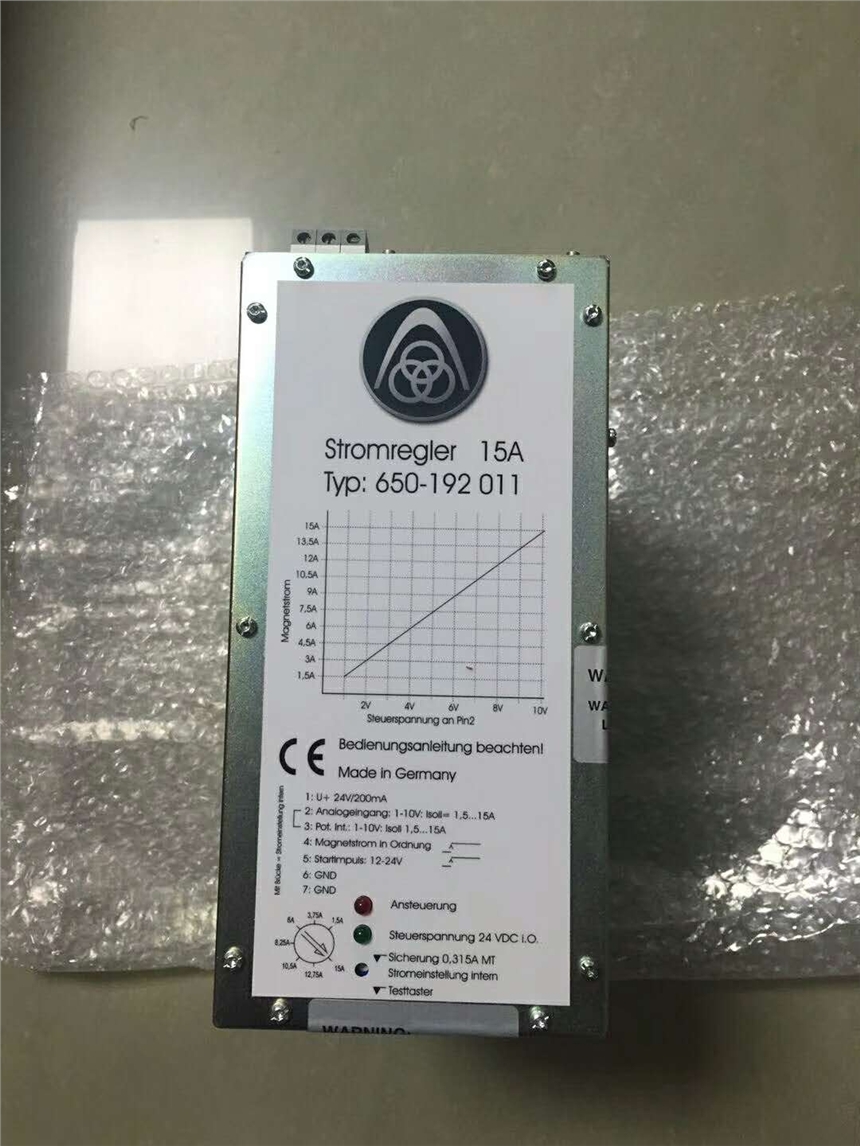 Stromregler 15A
Typ: 650-192 011
15A
13,5A
12A
10,5A
9A
7,5A
6A
4,5A
3A
1,5A
Magnetstrom
2V 4V 6V 8V 10V
Steuerspannung an Pin2
CE Bedienungsanleitung beachten!
Made in Germany
Mit Brücke = Stromeinstellung intern
1: U+ 24V/200mA
2: Analogeingang: 1-10V: Isoll= 1,5...15A
3: Pot. Int.: 1-10V: Isoll 1,5...15A
4: Magnetstrom in Ordnung
5: Startimpuls: 12-24V
6: GND
7: GND
Ansteuerung
Steuerspannung 24 VDC i.O.
Sicherung 0,315A MT
Stromeinstellung intern
Testtaster
6A 3,75A 1,5A
8,25A
10,5A 12,75A 15A
WARNING: